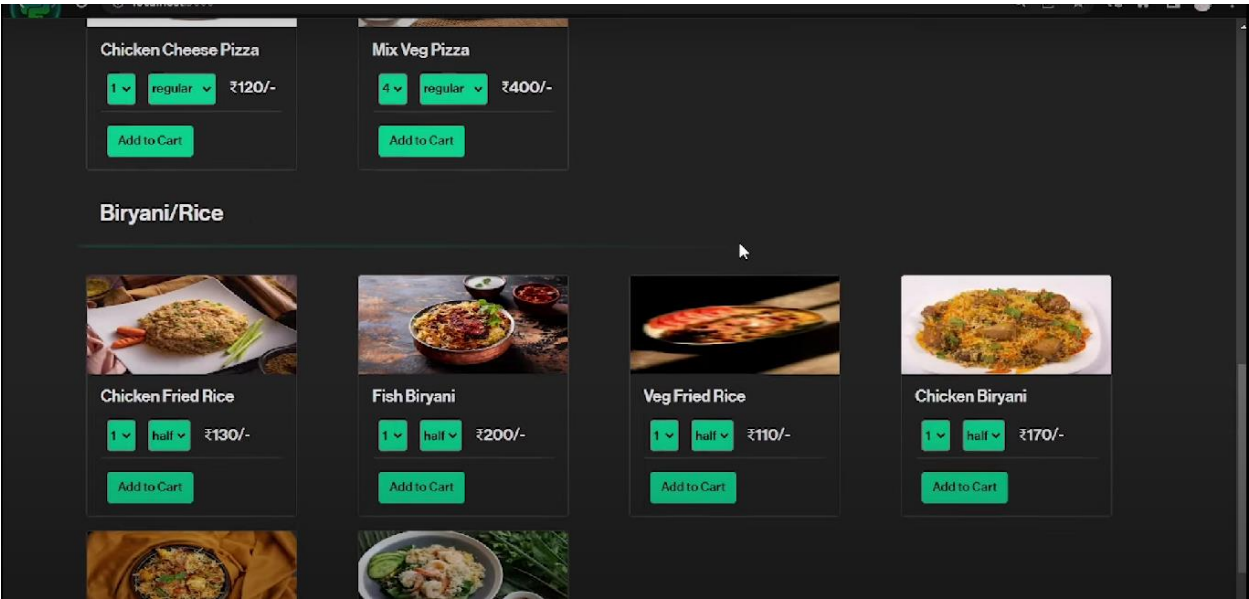 Chicken Cheese Pizza
1 regular ₹120/-
Add to Cart
Mix Veg Pizza
4 regular ₹400/-
Add to Cart
Biryani/Rice
Chicken Fried Rice
1 half ₹130/-
Add to Cart
Fish Biryani
1 half ₹200/-
Add to Cart
Veg Fried Rice
1 half ₹110/-
Add to Cart
Chicken Biryani
1 half ₹170/-
Add to Cart